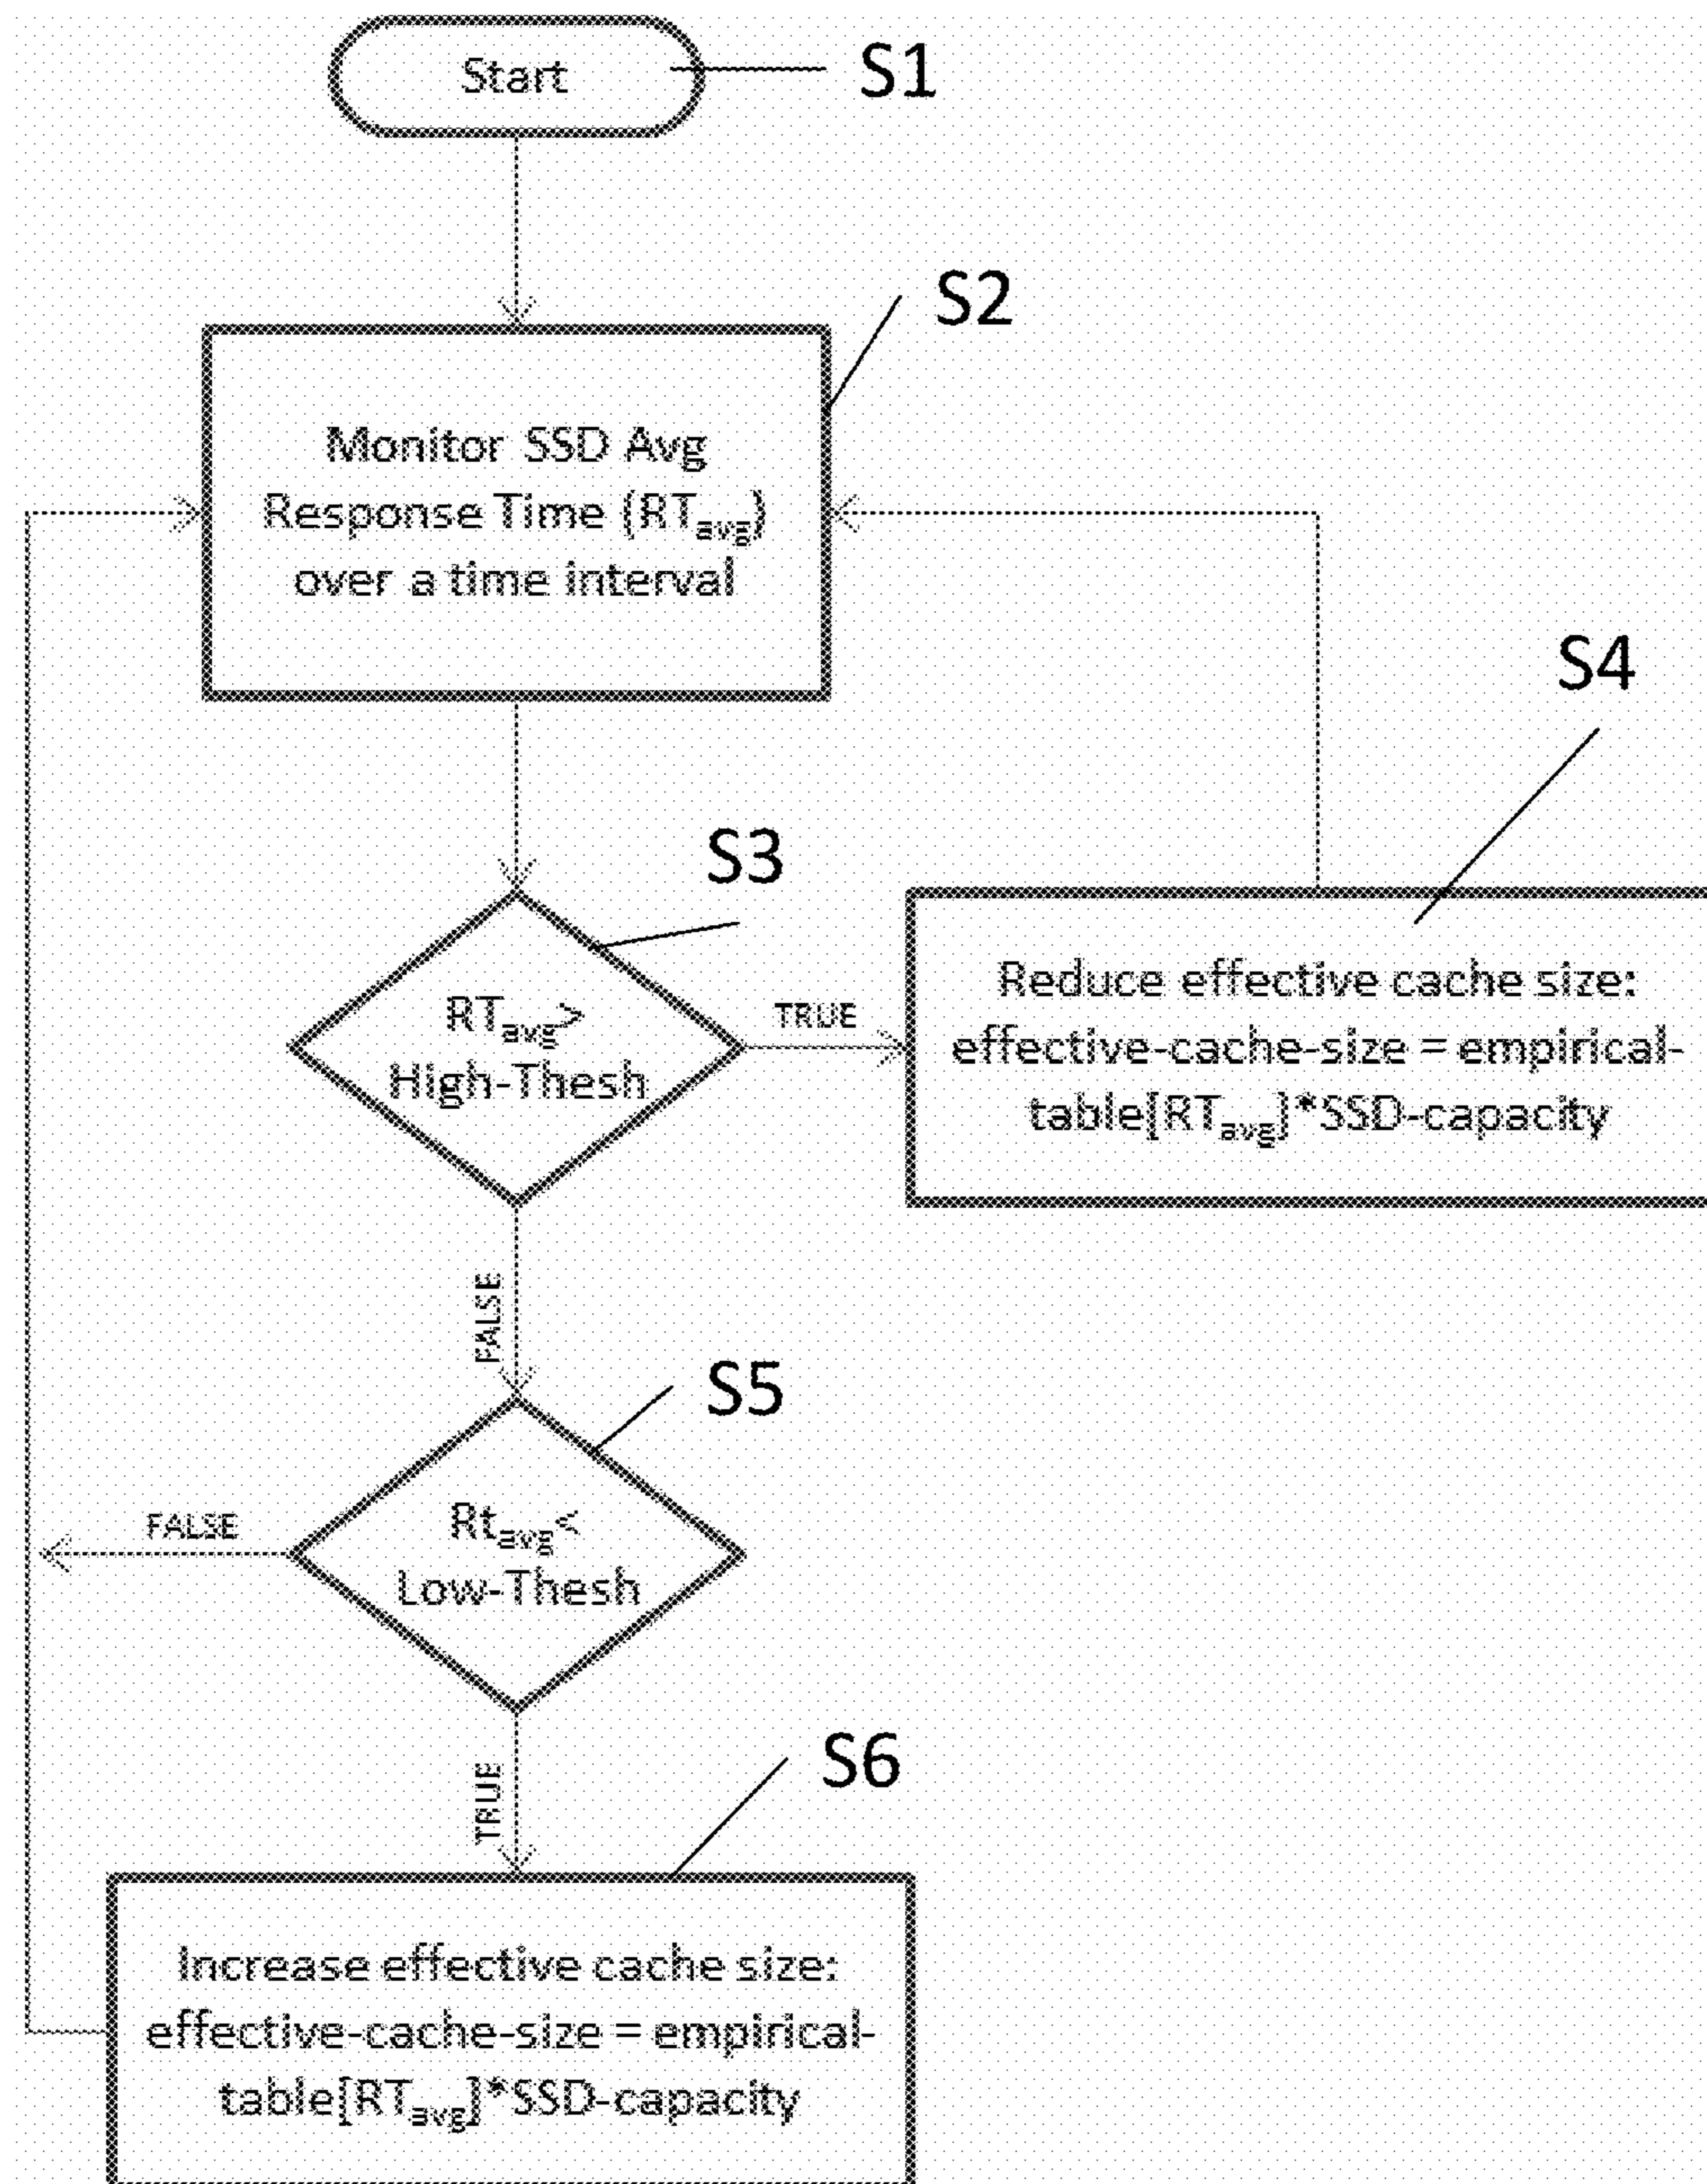 Start
S1
S2
Monitor SSD Avg
Response Time (RTavg)
over a time interval
S4
S3
RTavg>
High-Thesh
TRUE
Reduce effective cache size:
effective-cache-size = empirical-
table[RTavg]*SSD-capacity
FALSE
S5
Rtavg<
Low-Thesh
FALSE
TRUE
S6
Increase effective cache size:
effective-cache-size = empirical-
table[RTavg]*SSD-capacity